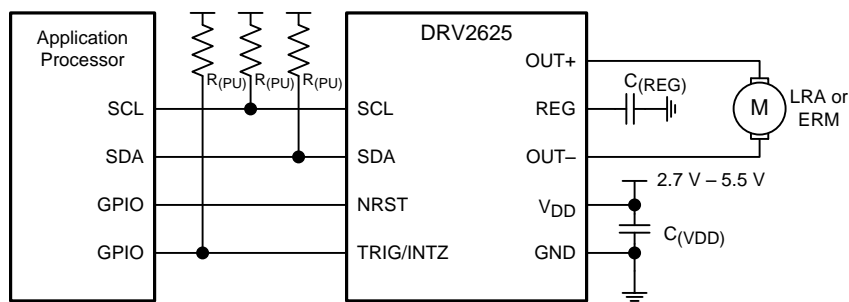 Application
Processor
SCL
SDA
GPIO
GPIO
R(PU)
R(PU)
R(PU)
DRV2625
SCL
SDA
NRST
TRIG/INTZ
OUT+
REG
OUT–
VDD
GND
C(REG)
M
LRA or
ERM
2.7 V – 5.5 V
C(VDD)